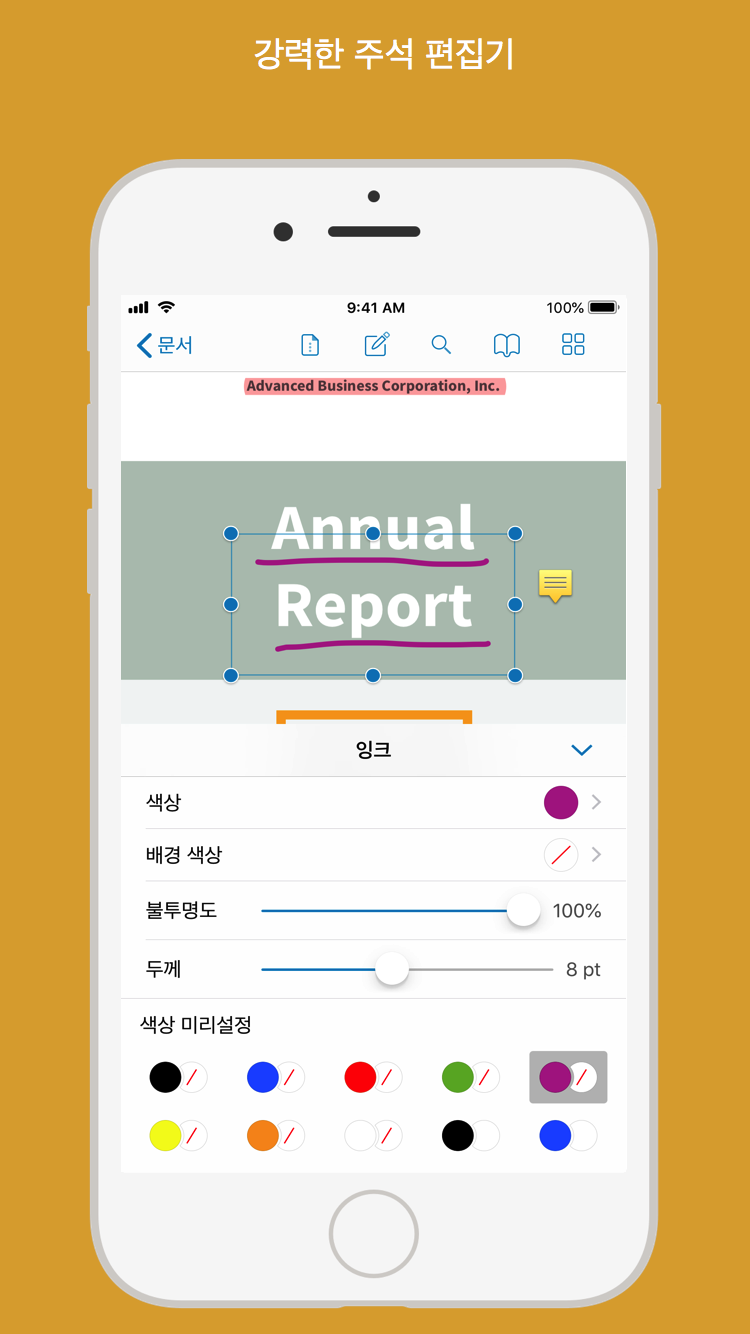 강력한 주석 편집기
9:41 AM
100%
문서
Advanced Business Corporation, Inc.
Annual
Report
잉크
색상
배경 색상
불투명도
100%
두께
8 pt
색상 미리설정